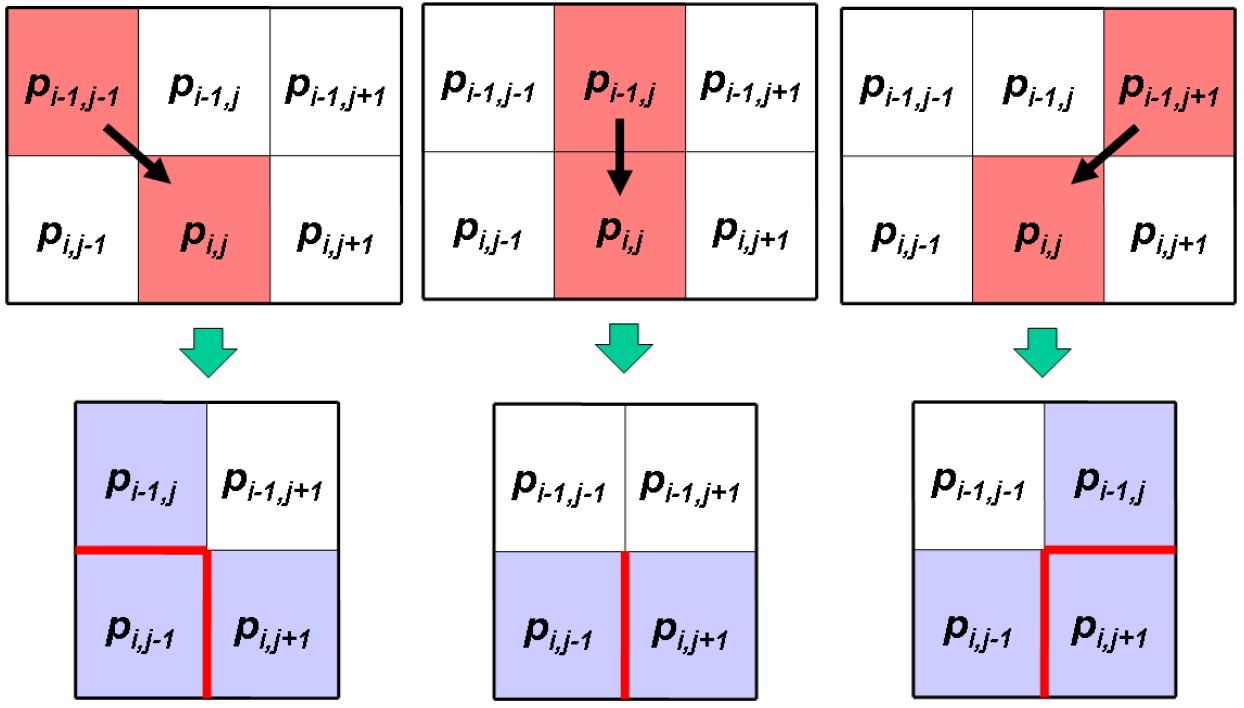 p_{i-1,j-1} p_{i-1,j} p_{i-1,j+1}
p_{i,j-1} p_{i,j} p_{i,j+1}
p_{i-1,j-1} p_{i-1,j} p_{i-1,j+1}
p_{i,j-1} p_{i,j} p_{i,j+1}
p_{i-1,j-1} p_{i-1,j} p_{i-1,j+1}
p_{i,j-1} p_{i,j} p_{i,j+1}
p_{i-1,j} p_{i-1,j+1}
p_{i,j-1} p_{i,j+1}
p_{i-1,j-1} p_{i-1,j+1}
p_{i,j-1} p_{i,j+1}
p_{i-1,j-1} p_{i-1,j}
p_{i,j-1} p_{i,j+1}